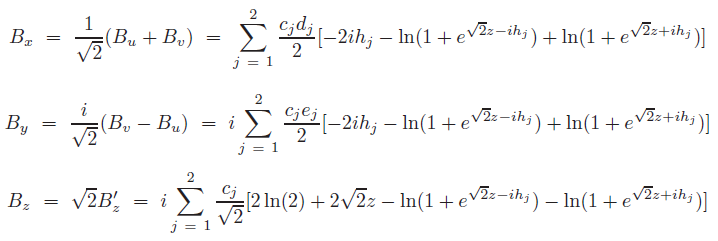 $B_x = \frac{1}{\sqrt{2}}(B_u + B_v) = \sum_{j=1}^{2} \frac{c_j d_j}{2}[-2ih_j - \ln(1 + e^{\sqrt{2}z - ih_j}) + \ln(1 + e^{\sqrt{2}z + ih_j})]$
$B_y = \frac{i}{\sqrt{2}}(B_v - B_u) = i \sum_{j=1}^{2} \frac{c_j e_j}{2}[-2ih_j - \ln(1 + e^{\sqrt{2}z - ih_j}) + \ln(1 + e^{\sqrt{2}z + ih_j})]$
$B_z = \sqrt{2}B'_z = i \sum_{j=1}^{2} \frac{c_j}{\sqrt{2}}[2\ln(2) + 2\sqrt{2}z - \ln(1 + e^{\sqrt{2}z - ih_j}) - \ln(1 + e^{\sqrt{2}z + ih_j})]$